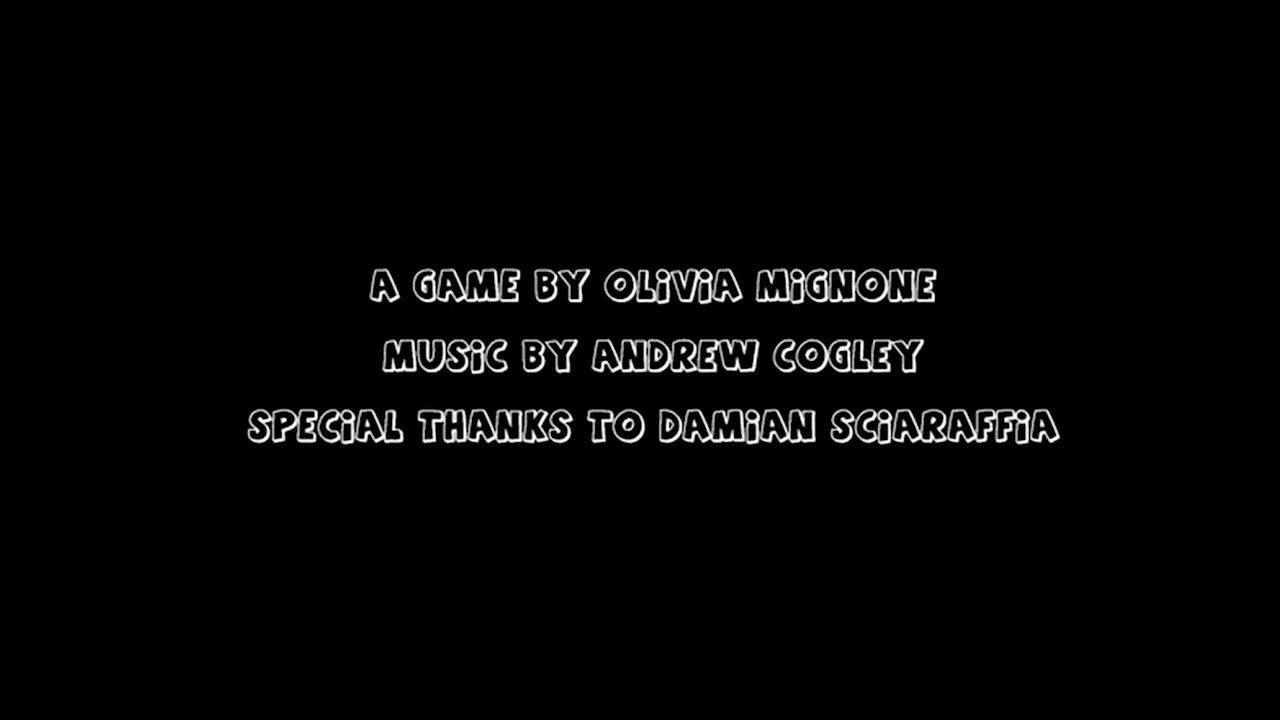 A GAME BY OLiViA MiGNONE
MUSiC BY ANDREW COGLEY
SPECiAL THANKS TO DAMiAN SCiARAFFiA